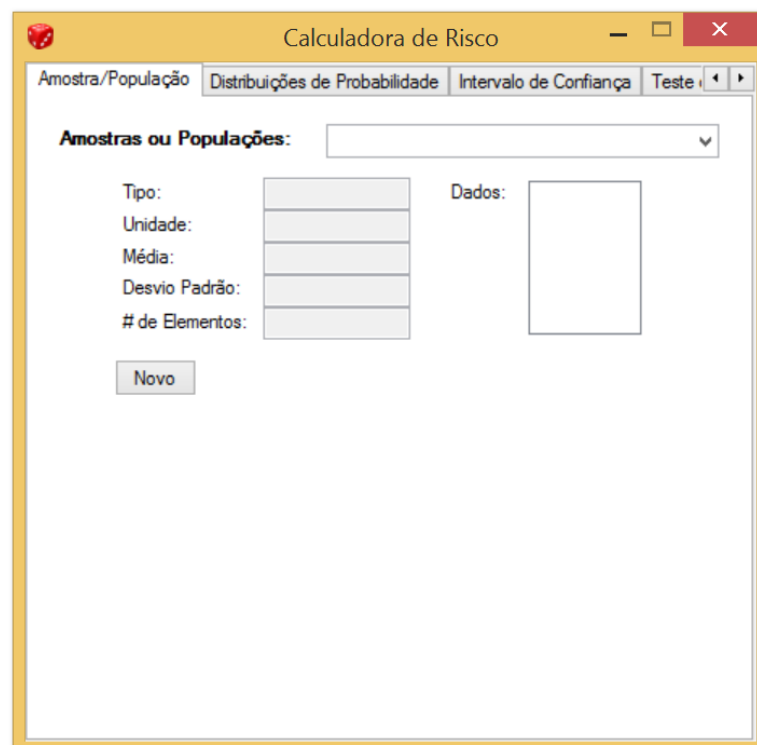 Calculadora de Risco
Amostra/População Distribuições de Probabilidade Intervalo de Confiança Teste
Amostras ou Populações:
Tipo: Dados:
Unidade:
Média:
Desvio Padrão:
# de Elementos:
Novo